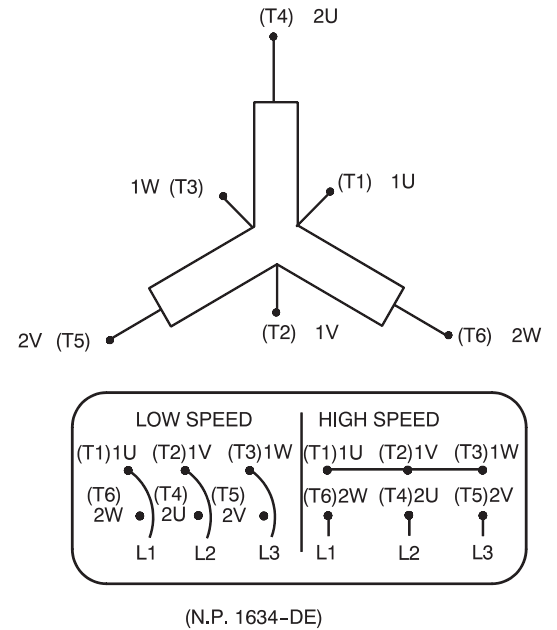 (T4) 2U
1W (T3)
(T1) 1U
(T2) 1V
2V (T5)
(T6) 2W
LOW SPEED HIGH SPEED
(T1)1U (T2)1V (T3)1W (T1)1U (T2)1V (T3)1W
(T6) (T4) (T5) (T6)2W (T4)2U (T5)2V
2W 2U 2V
L1 L2 L3 L1 L2 L3
(N.P. 1634-DE)